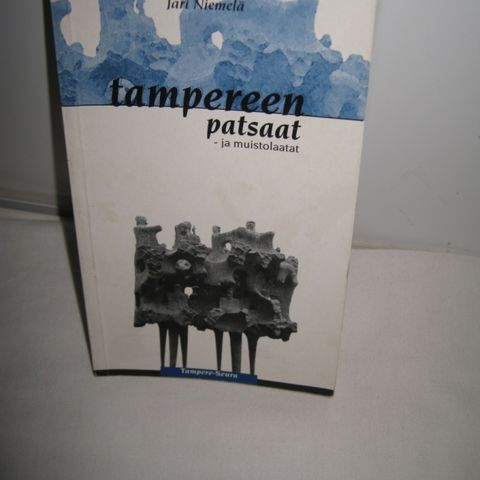 Jari Niemelä
tampereen
patsaat
- ja muistolaatat
Tampere-Seura